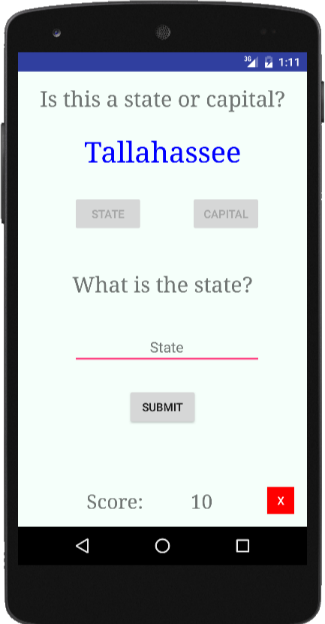 3G 1:11
Is this a state or capital?
Tallahassee
STATE CAPITAL
What is the state?
State
SUBMIT
Score: 10 X